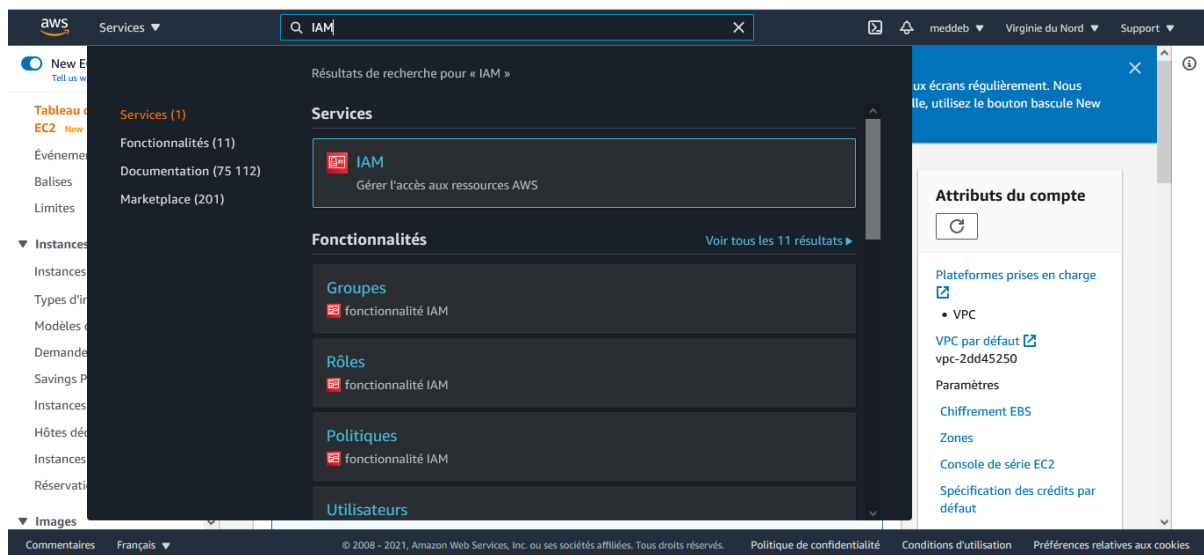 aws
Services
IAM
meddeb
Virginie du Nord
Support
New
Tell us
Résultats de recherche pour « IAM »
ux écrans régulièrement. Nous
lle, utilisez le bouton bascule New
Tableau
EC2 New
Balises
Limites
Instances
Instances
Types
Modèles
Savings
Instances
Hôtes
Instances
Images
Services (1)
Fonctionnalités (11)
Documentation (75 112)
Marketplace (201)
Services
IAM
Gérer l'accès aux ressources AWS
Fonctionnalités
Voir tous les 11 résultats
Groupes
fonctionnalité IAM
Rôles
fonctionnalité IAM
Politiques
fonctionnalité IAM
Utilisateurs
Attributs du compte
Plateformes prises en charge
• VPC
VPC par défaut
vpc-2dd45250
Paramètres
Chiffrement EBS
Zones
Console de série EC2
Spécification des crédits par
défaut
Commentaires
Français
© 2008 - 2021, Amazon Web Services, Inc. ou ses sociétés affiliées. Tous droits réservés.
Politique de confidentialité
Conditions d'utilisation
Préférences relatives aux cookies